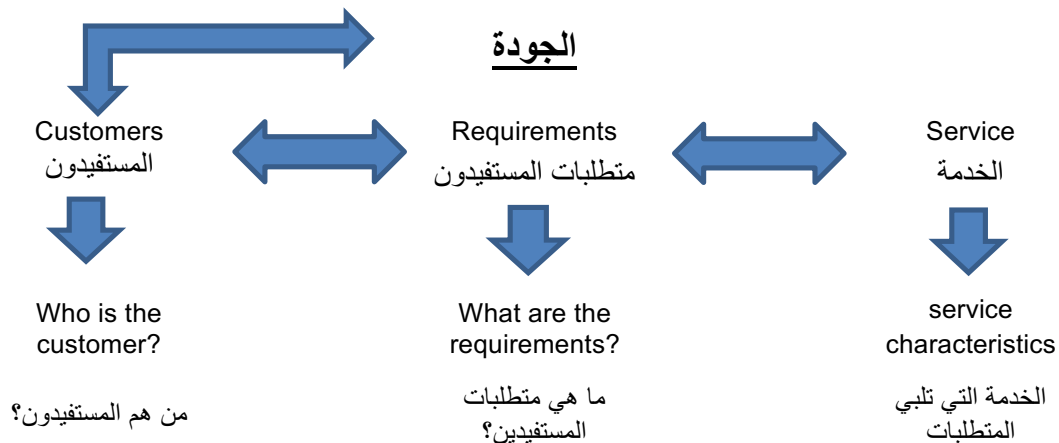 الجودة
Customers
المستفيدون
Requirements
متطلبات المستفيدون
Service
الخدمة
Who is the
customer?
من هم المستفيدون؟
What are the
requirements?
ما هي متطلبات
المستفيدين؟
service
characteristics
الخدمة التي تلبي
المتطلبات